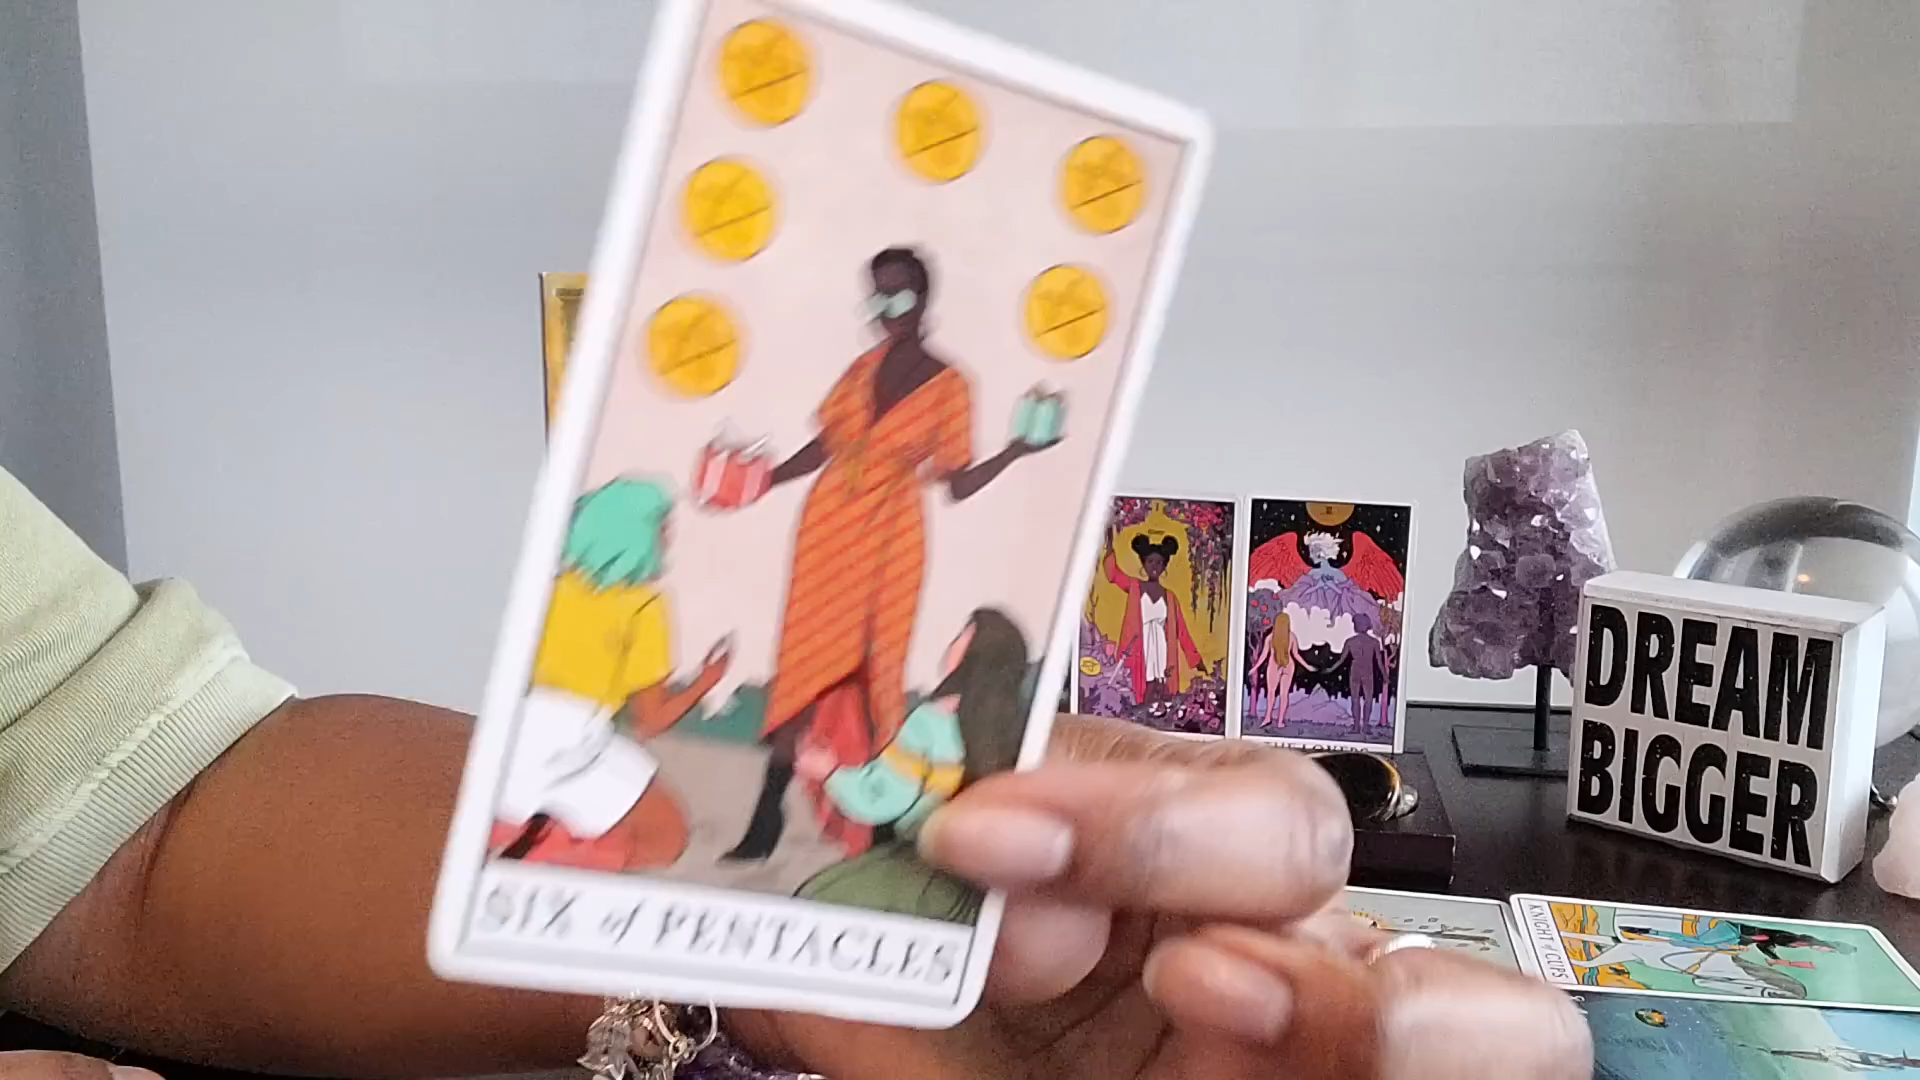 SIX of PENTACLES
THE LOVERS
DREAM
BIGGER
KNIGHT of CUPS